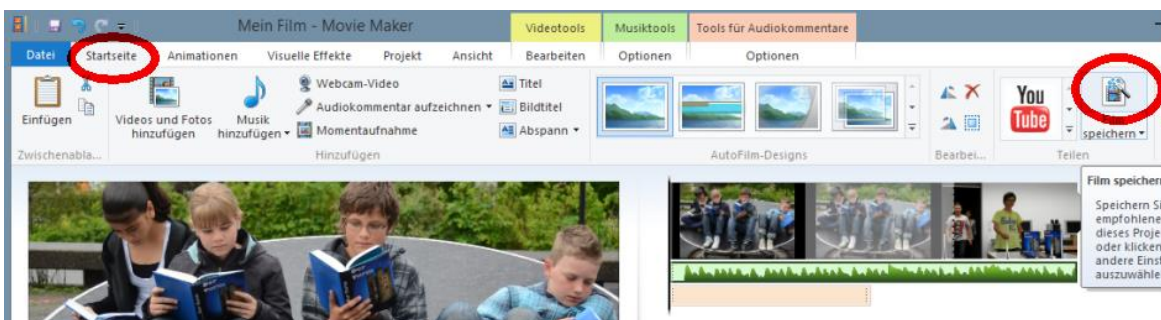 Mein Film - Movie Maker
Videotools
Musiktools
Tools für Audiokommentare
Datei
Startseite
Animationen
Visuelle Effekte
Projekt
Ansicht
Bearbeiten
Optionen
Optionen
Einfügen
Videos und Fotos
hinzufügen
Musik
hinzufügen
Webcam-Video
Audiokommentar aufzeichnen
Momentaufnahme
Titel
Bildtitel
Abspann
You
Tube
speichern
Zwischenabla...
Hinzufügen
AutoFilm-Designs
Bearbei...
Teilen
Film speichern
Speichern Si
empfohlene
dieses Proje
oder klicken
andere Einst
auszuwähle